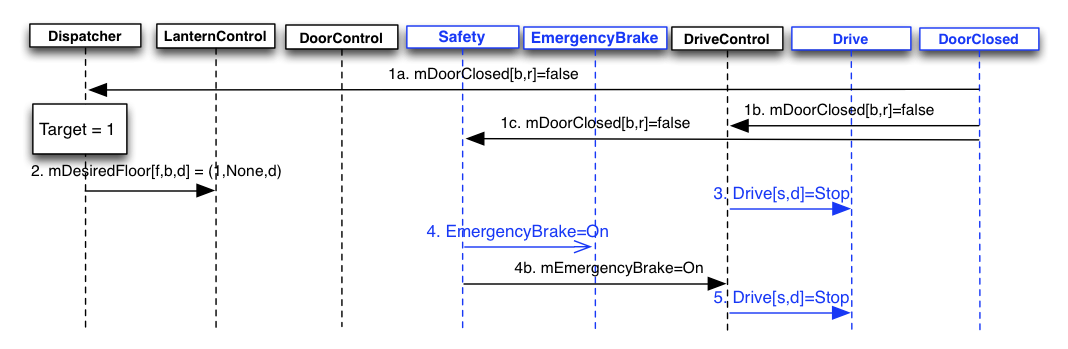 Dispatcher
LanternControl
DoorControl
Safety
EmergencyBrake
DriveControl
Drive
DoorClosed
1a. mDoorClosed[b,r]=false
Target = 1
1b. mDoorClosed[b,r]=false
1c. mDoorClosed[b,r]=false
2. mDesiredFloor[f,b,d] = (1,None,d)
3. Drive[s,d]=Stop
4. EmergencyBrake=On
4b. mEmergencyBrake=On
5. Drive[s,d]=Stop